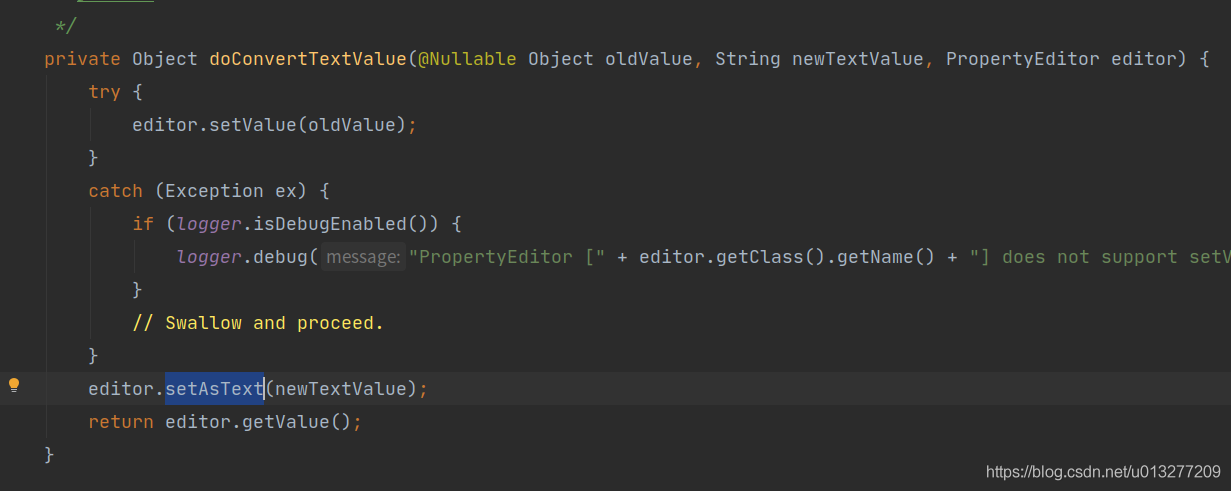 */
private Object doConvertTextValue(@Nullable Object oldValue, String newTextValue, PropertyEditor editor) {
try {
editor.setValue(oldValue);
}
catch (Exception ex) {
if (logger.isDebugEnabled()) {
logger.debug( message: "PropertyEditor [" + editor.getClass().getName() + "] does not support setV
}
// Swallow and proceed.
}
editor.setAsText(newTextValue);
return editor.getValue();
}
https://blog.csdn.net/u013277209